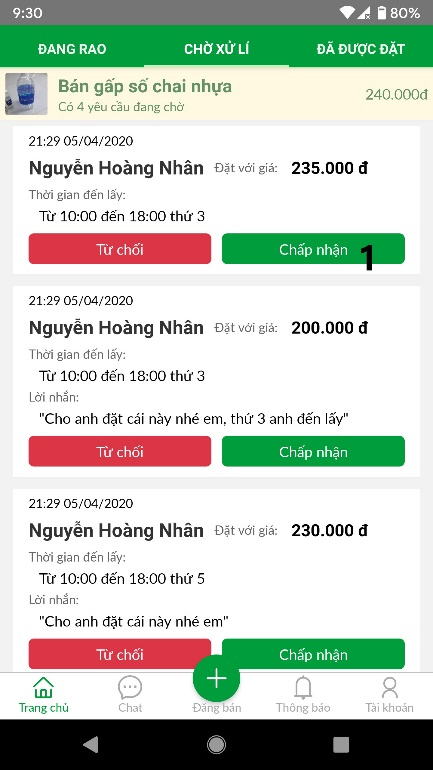 9:30 80%
ĐANG RAO CHỜ XỬ LÍ ĐÃ ĐƯỢC ĐẶT
Bán gấp số chai nhựa
Có 4 yêu cầu đang chờ
240.000đ
21:29 05/04/2020
Nguyễn Hoàng Nhân Đặt với giá: 235.000 đ
Thời gian đến lấy:
Từ 10:00 đến 18:00 thứ 3
Từ chối Chấp nhận 1
21:29 05/04/2020
Nguyễn Hoàng Nhân Đặt với giá: 200.000 đ
Thời gian đến lấy:
Từ 10:00 đến 18:00 thứ 3
Lời nhắn:
"Cho anh đặt cái này nhé em, thứ 3 anh đến lấy"
Từ chối Chấp nhận
21:29 05/04/2020
Nguyễn Hoàng Nhân Đặt với giá: 230.000 đ
Thời gian đến lấy:
Từ 10:00 đến 18:00 thứ 5
Lời nhắn:
"Cho anh đặt cái này nhé em"
Từ chối Chấp nhận
Trang chủ Chat Đăng bán Thông báo Tài khoản